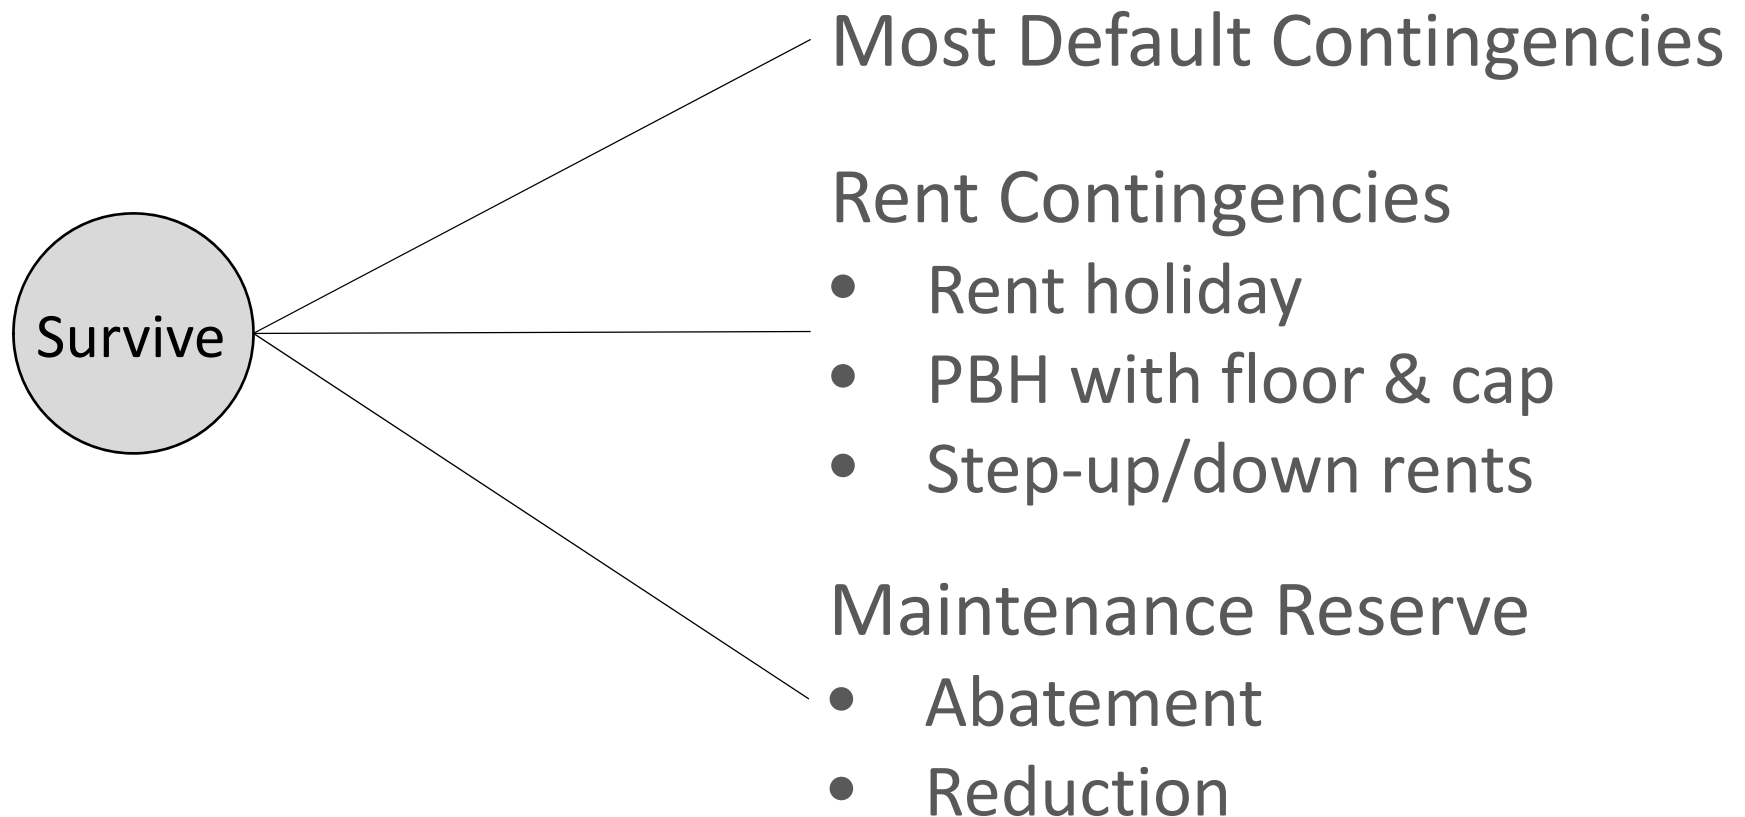 Most Default Contingencies
Rent Contingencies
• Rent holiday
Survive
• PBH with floor & cap
• Step-up/down rents
Maintenance Reserve
• Abatement
• Reduction